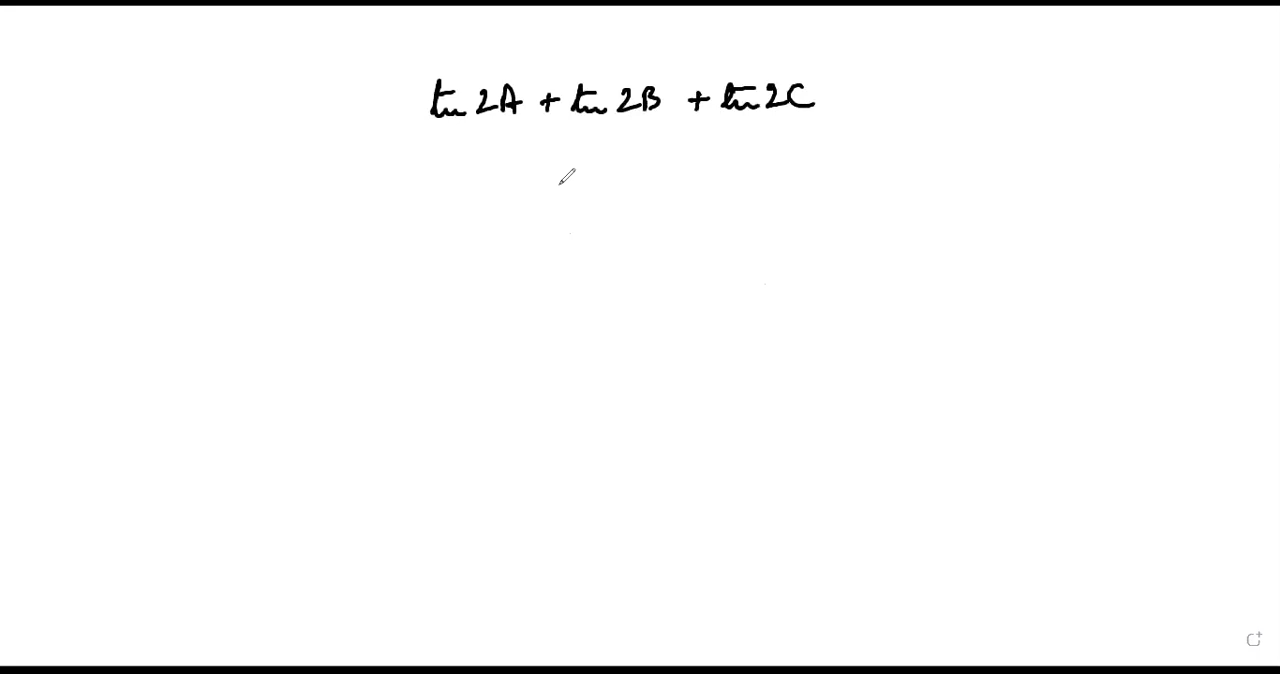 tan 2A + tan 2B + tan 2C